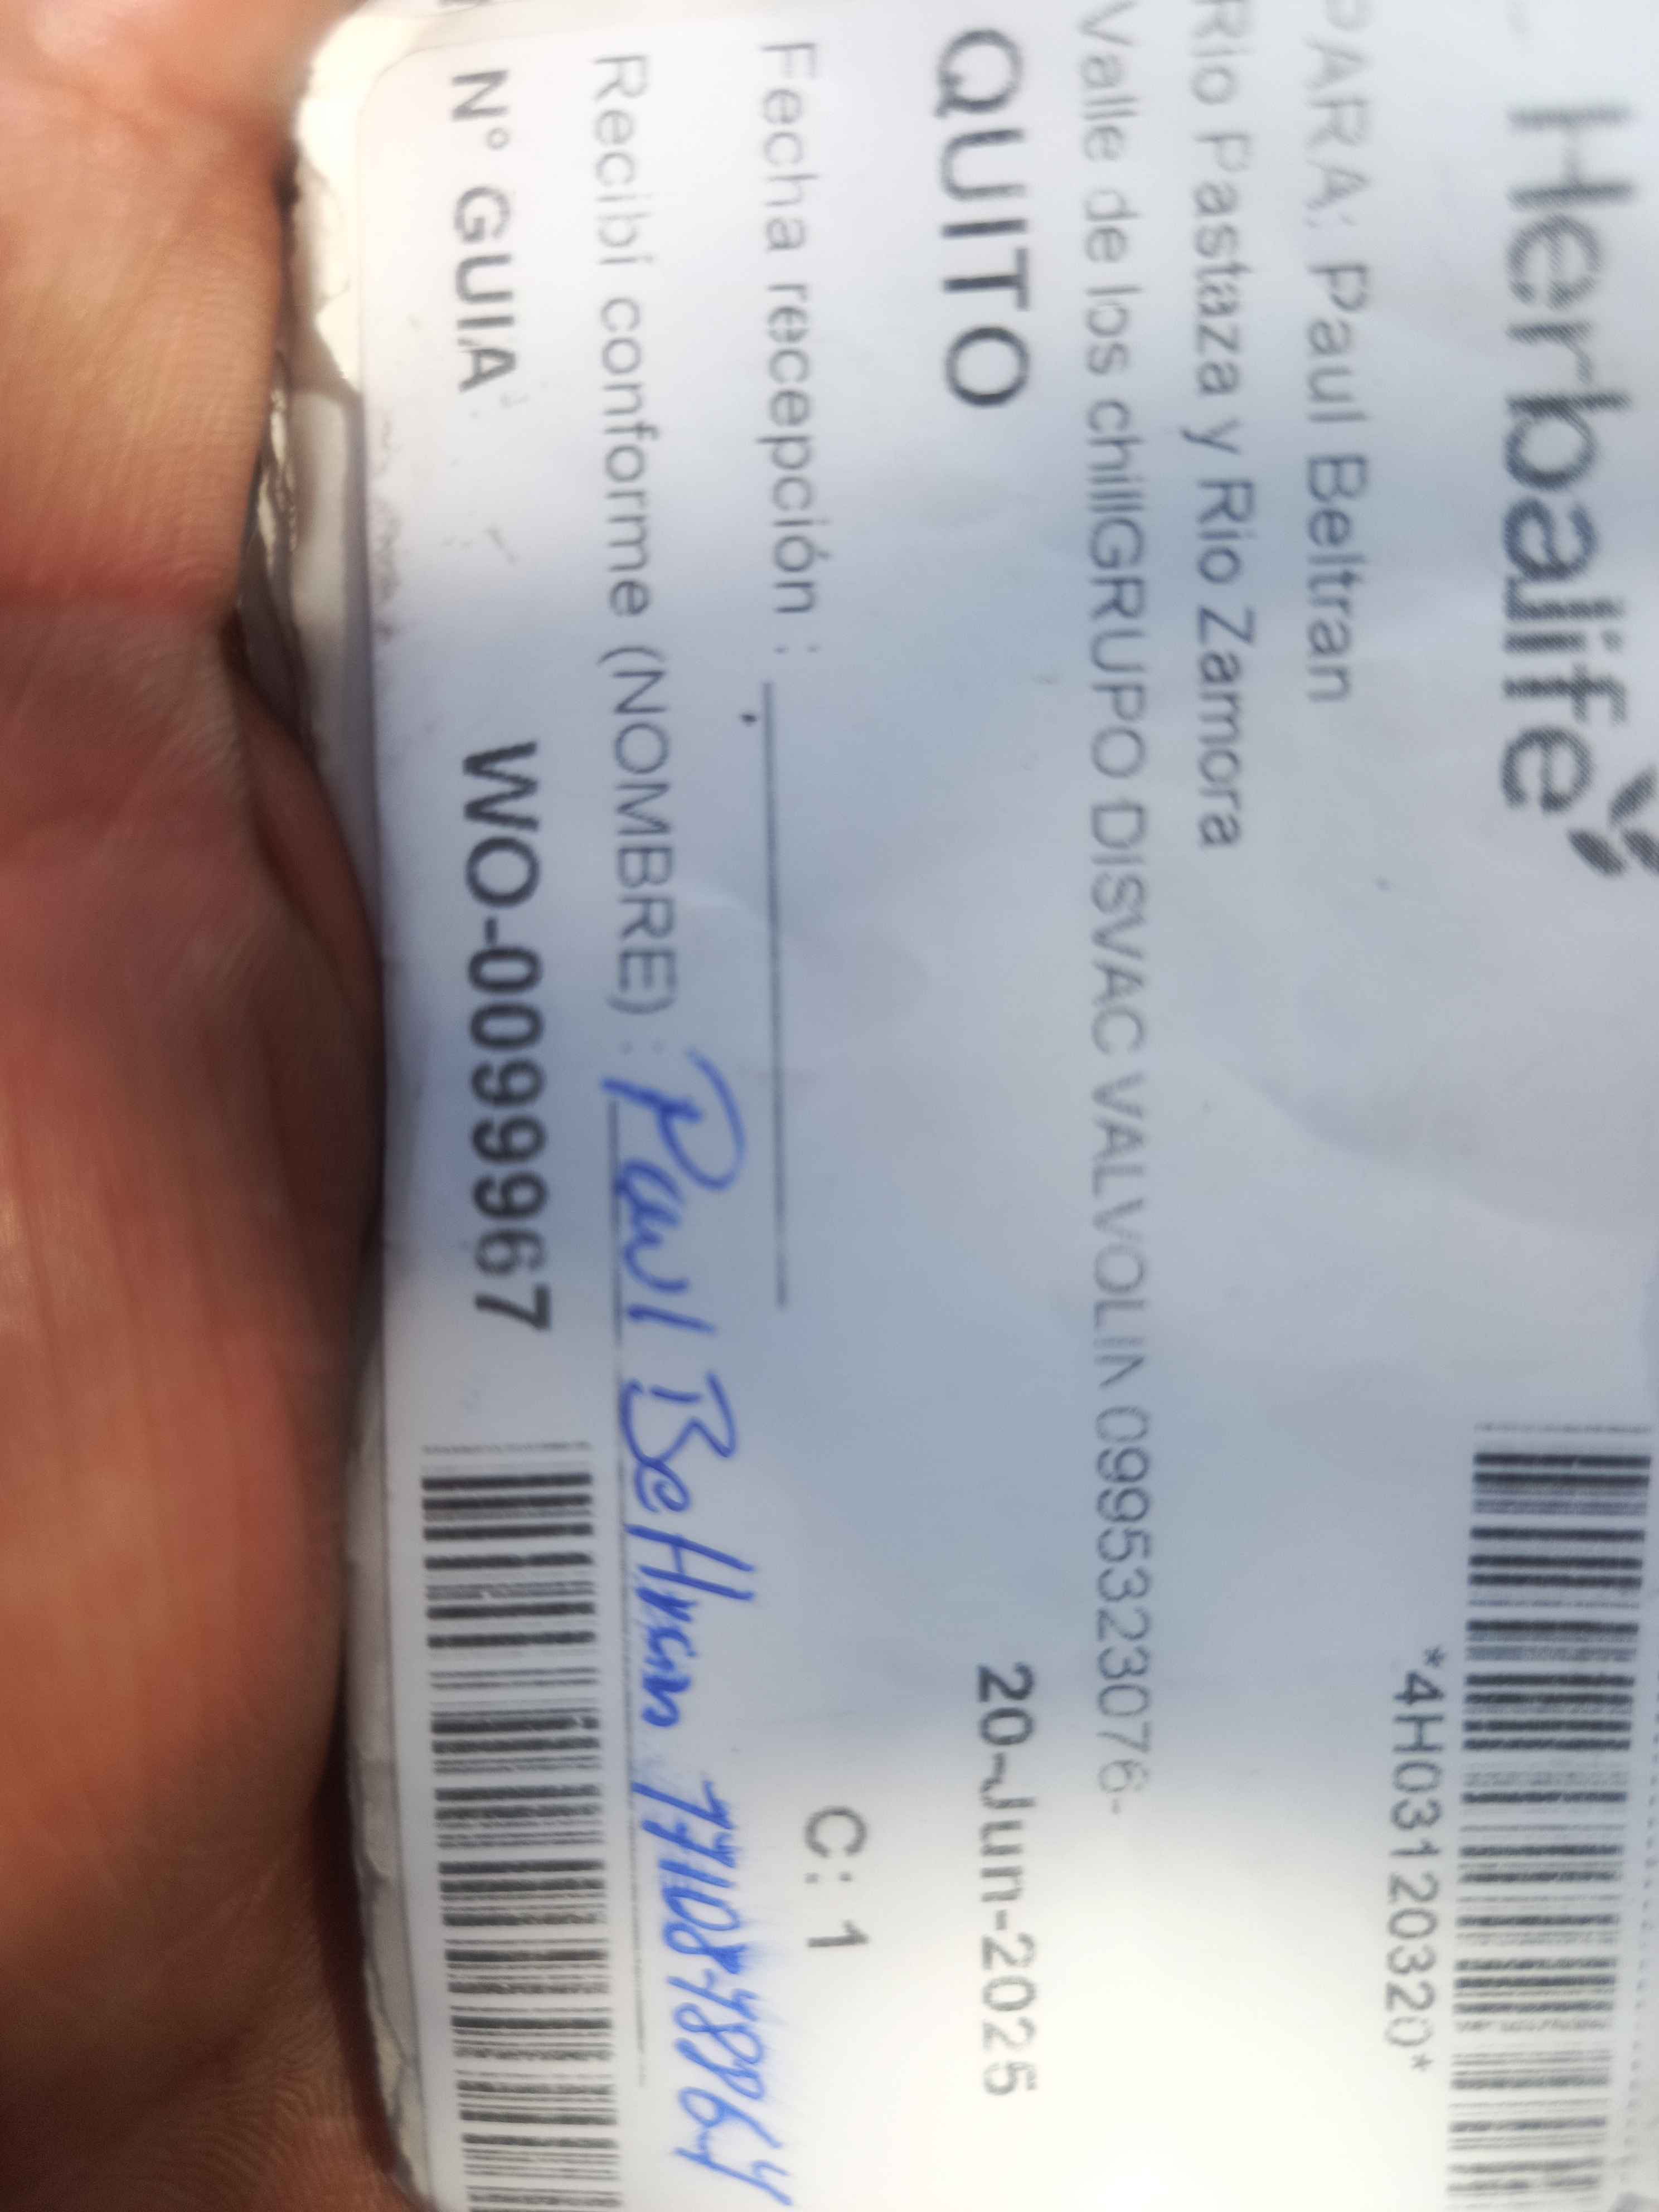 Herbalife
*4H03120320*
PARA: Paul Beltran
Rio Pastaza y Rio Zamora
Valle de los chillGRUPO DISVAC VALVOLIN 0995323076-
QUITO 20-Jun-2025
Fecha recepción : C: 1
Recibí conforme (NOMBRE) : Paul Beltran
N° GUIA : WO-0099967